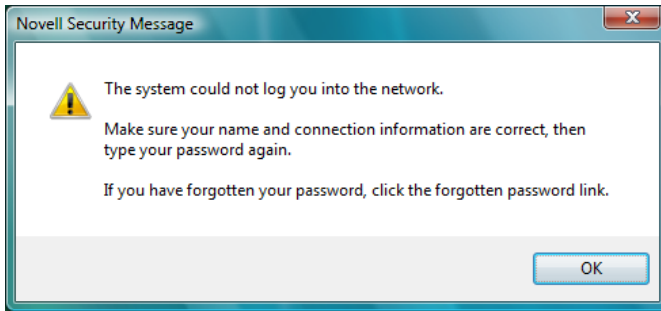 Novell Security Message
The system could not log you into the network.
Make sure your name and connection information are correct, then
type your password again.
If you have forgotten your password, click the forgotten password link.
OK